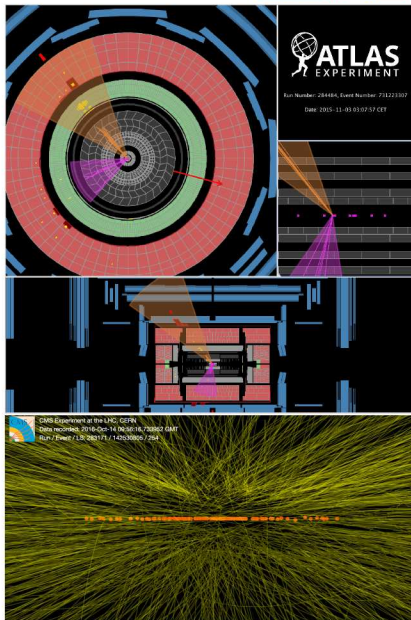 ATLAS
EXPERIMENT
Run Number: 284484, Event Number: 731223307
Date: 2015-11-03 03:07:57 CET
CMS Experiment at the LHC, CERN
Data recorded: 2016-Oct-14 09:56:16.733952 GMT
Run / Event / LS: 283171 / 142530805 / 254